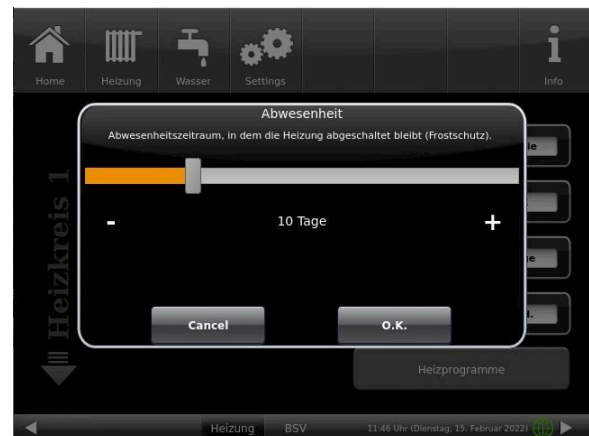 Home Heizung Wasser Settings Info
Abwesenheit
Abwesenheitszeitraum, in dem die Heizung abgeschaltet bleibt (Frostschutz).
Heizkreis 1
- 10 Tage +
Cancel O.K.
Heizprogramme
Heizung BSV 11:46 Uhr (Dienstag, 15. Februar 2022)